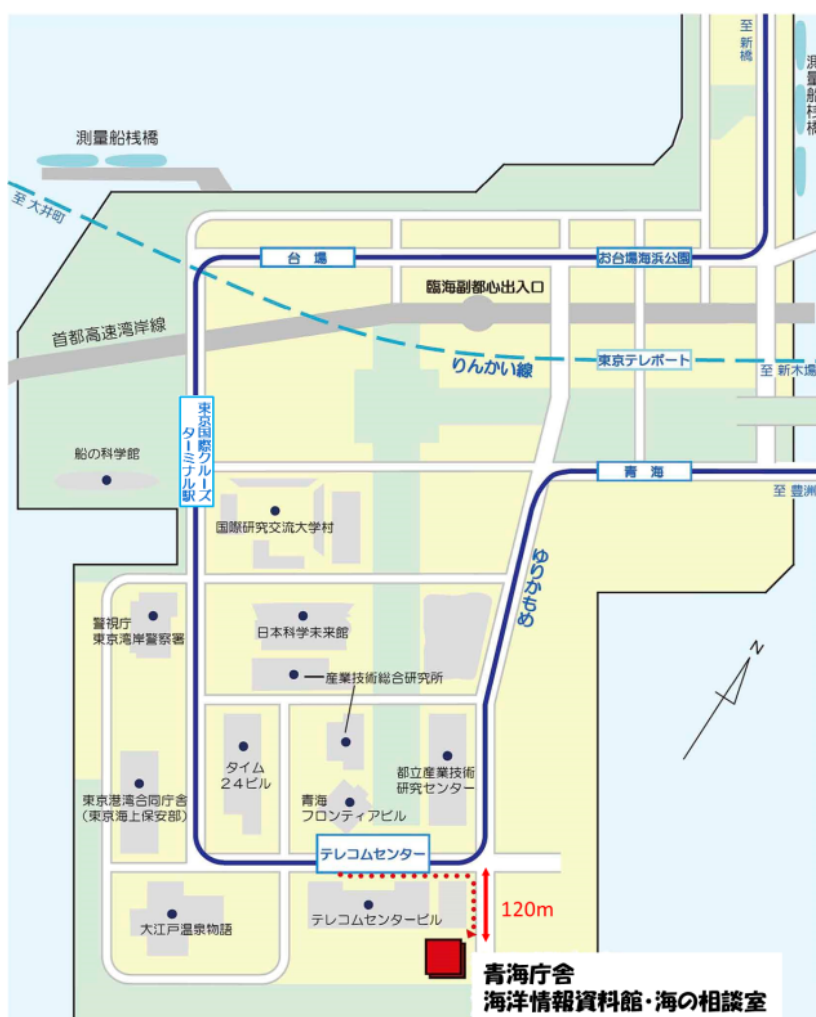 至 新橋
測量船桟橋
測量船桟橋
至 大井町
台 場
お台場海浜公園
臨海副都心出入口
首都高速湾岸線
りんかい線
東京テレポート
至 新木場
東京国際クルーズ
ターミナル駅
船の科学館
青 海
至 豊洲
国際研究交流大学村
ゆりかもめ
警視庁
東京湾岸警察署
日本科学未来館
N
産業技術総合研究所
タイム
24ビル
都立産業技術
研究センター
東京港湾合同庁舎
(東京海上保安部)
青海
フロンティアビル
テレコムセンター
120m
テレコムセンタービル
大江戸温泉物語
青海庁舎
海洋情報資料館・海の相談室